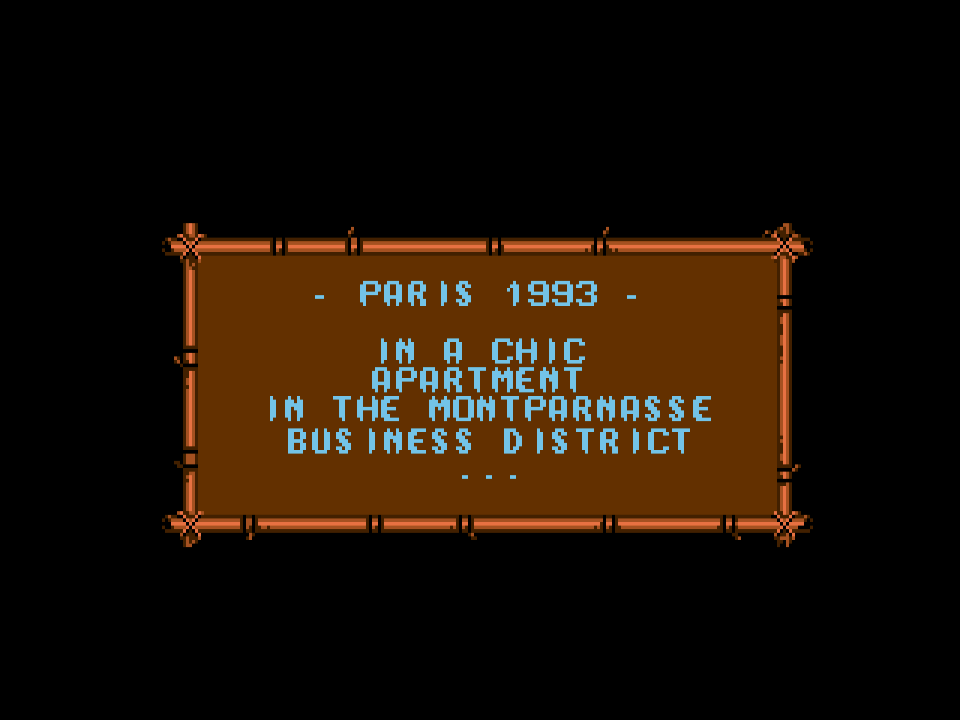 - PARIS 1993 -
IN A CHIC
APARTMENT
IN THE MONTPARNASSE
BUSINESS DISTRICT
...